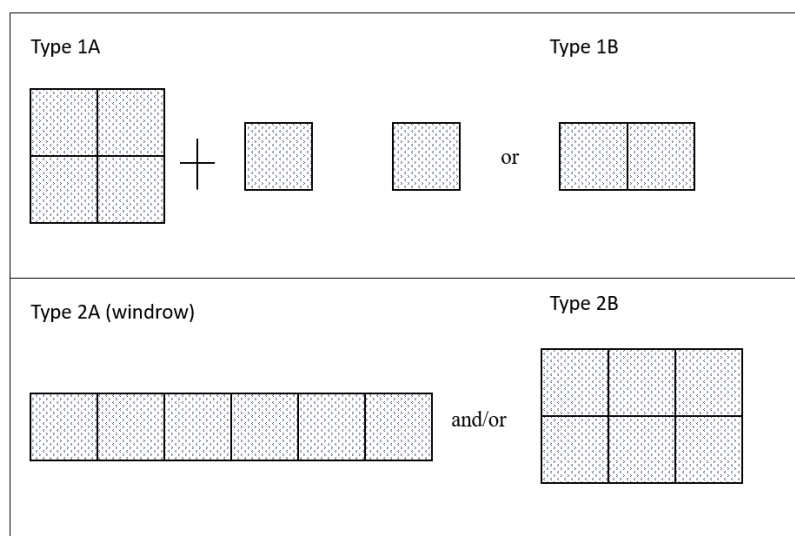 Type 1A
Type 1B
or
Type 2A (windrow)
Type 2B
and/or